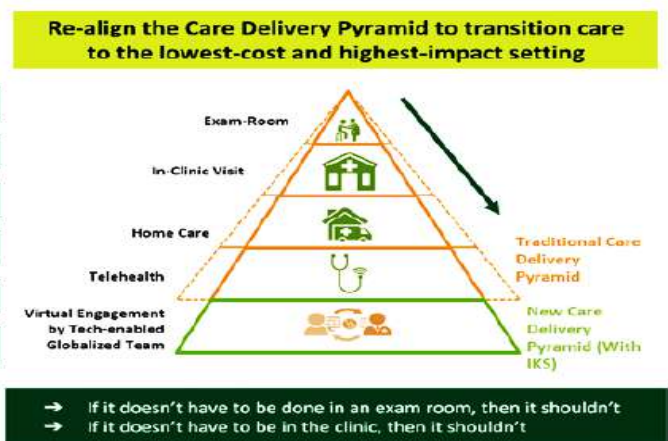 Re-align the Care Delivery Pyramid to transition care
to the lowest-cost and highest-impact setting
Exam-Room
In-Clinic Visit
Home Care
Telehealth
Virtual Engagement
by Tech-enabled
Globalized Team
Traditional Care
Delivery
Pyramid
New Care
Delivery
Pyramid (With
IKS)
→ If it doesn't have to be done in an exam room, then it shouldn't
→ If it doesn't have to be in the clinic, then it shouldn't